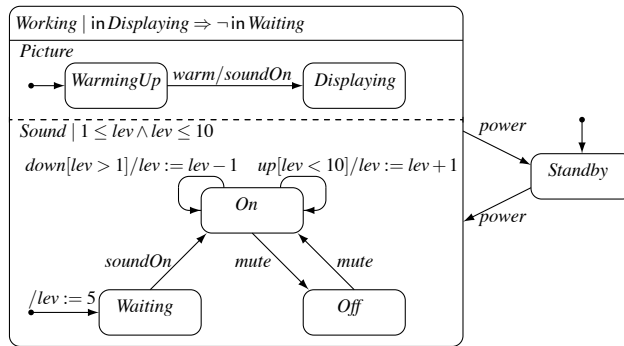 Working | in Displaying ⇒ ¬ in Waiting
Picture
WarmingUp
warm/soundOn
Displaying
Sound | 1 ≤ lev ∧ lev ≤ 10
power
down[lev > 1]/lev := lev − 1
up[lev < 10]/lev := lev + 1
Standby
On
power
soundOn
mute
mute
/lev := 5
Waiting
Off